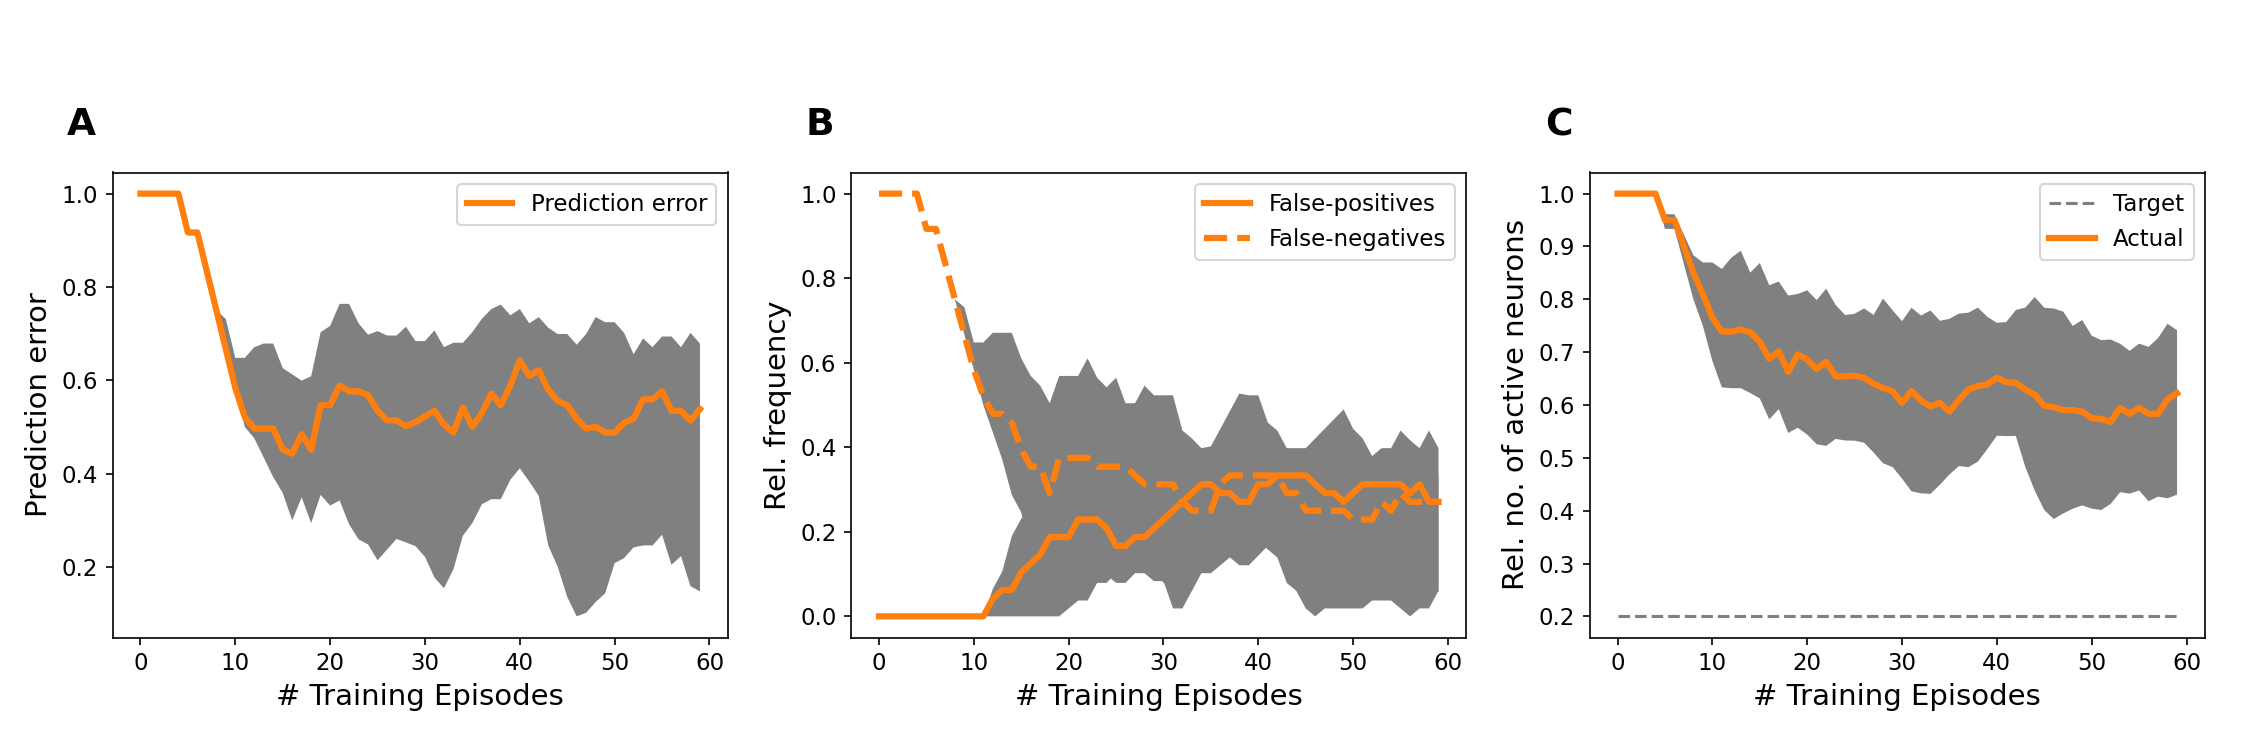 A
B
C
Prediction error
1.0
0.8
0.6
0.4
0.2
0 10 20 30 40 50 60
# Training Episodes
Prediction error
Rel. frequency
1.0
0.8
0.6
0.4
0.2
0.0
0 10 20 30 40 50 60
# Training Episodes
False-positives
False-negatives
Rel. no. of active neurons
1.0
0.9
0.8
0.7
0.6
0.5
0.4
0.3
0.2
0 10 20 30 40 50 60
# Training Episodes
Target
Actual